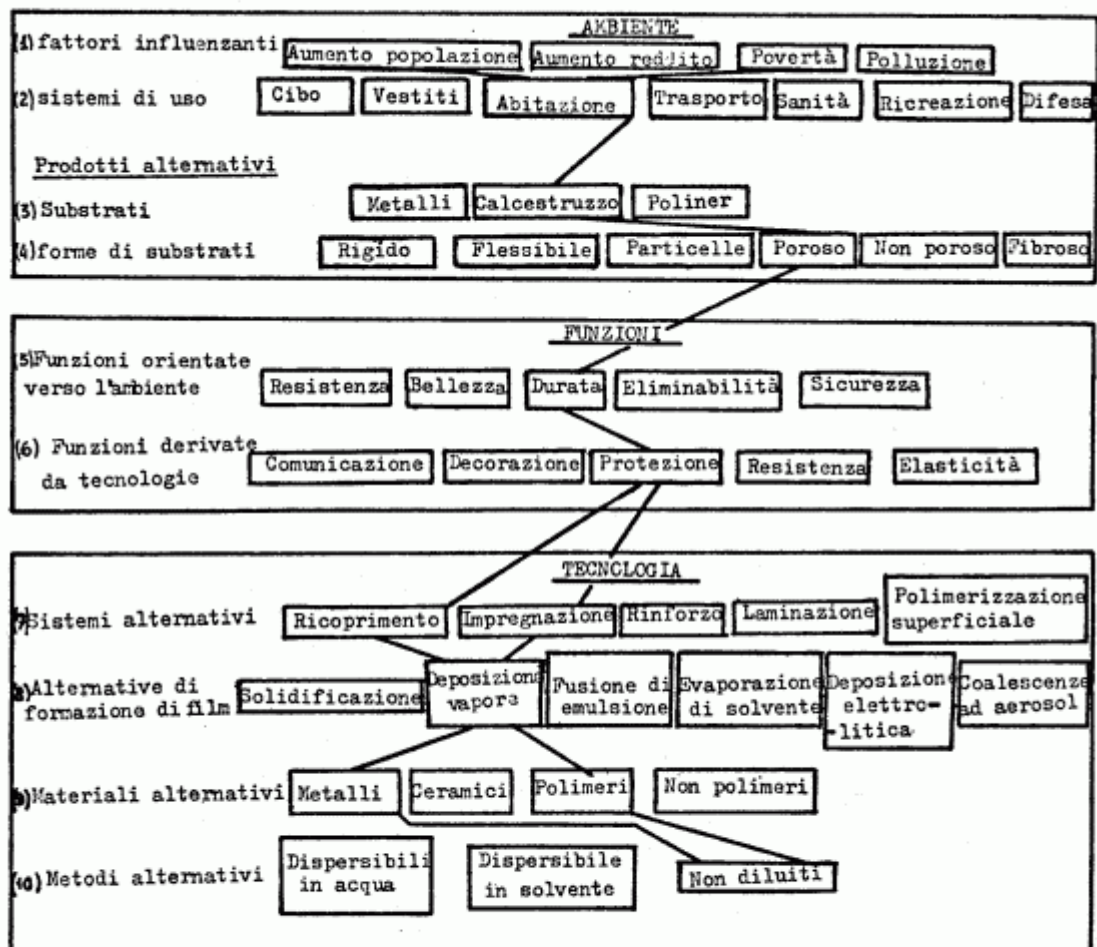 AMBIENTE
(1) fattori influenzanti
Aumento popolazione Aumento reddito Povertà Polluzione
(2) sistemi di uso Cibo Vestiti Abitazione Trasporto Sanità Ricreazione Difesa
Prodotti alternativi
(3) Substrati Metalli Calcestruzzo Polimer
(4) forme di substrati Rigido Flessibile Particelle Poroso Non poroso Fibroso
FUNZIONI
(5) Funzioni orientate
verso l'ambiente Resistenza Bellezza Durata Eliminabilità Sicurezza
(6) Funzioni derivate
da tecnologie Comunicazione Decorazione Protezione Resistenza Elasticità
TECNOLOGIA
(7) Sistemi alternativi Ricoprimento Impregnazione Rinforzo Laminazione Polimerizzazione
superficiale
(8) Alternative di
formazione di film Solidificazione Deposizione
vapore
Fusione di
emulsione
Evaporazione
di solvente
Deposizione
elettro-
-litica
Coalescenze
ad aerosol
(9) Materiali alternativi Metalli Ceramici Polimeri Non polimeri
(10) Metodi alternativi Dispersibili
in acqua
Dispersibile
in solvente
Non diluiti